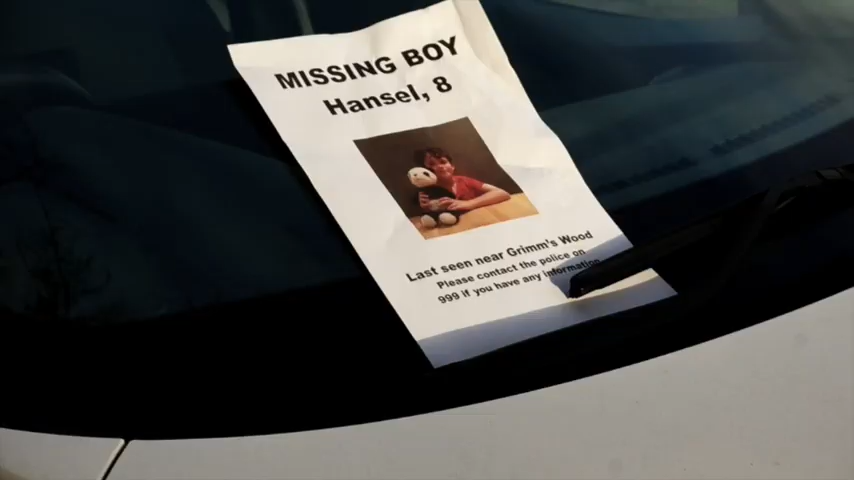 MISSING BOY
Hansel, 8
Last seen near Grimm's Wood
Please contact the police on
999 if you have any information